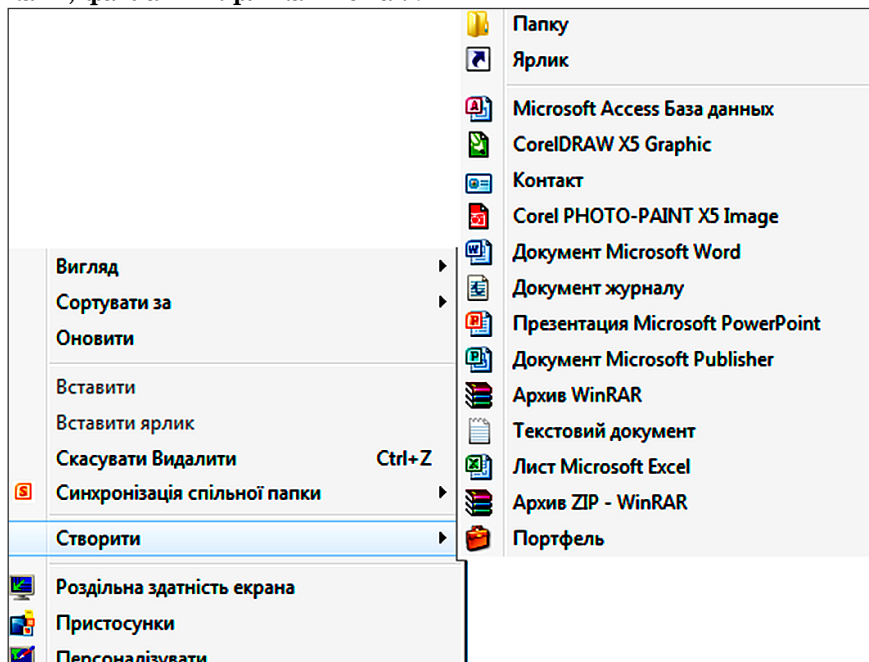 Вигляд
Сортувати за
Оновити
Вставити
Вставити ярлик
Скасувати Видалити Ctrl+Z
Синхронізація спільної папки
Створити
Роздільна здатність екрана
Пристосунки
Персоналізувати
Папку
Ярлик
Microsoft Access База данных
CorelDRAW X5 Graphic
Контакт
Corel PHOTO-PAINT X5 Image
Документ Microsoft Word
Документ журналу
Презентация Microsoft PowerPoint
Документ Microsoft Publisher
Архив WinRAR
Текстовий документ
Лист Microsoft Excel
Архив ZIP - WinRAR
Портфель